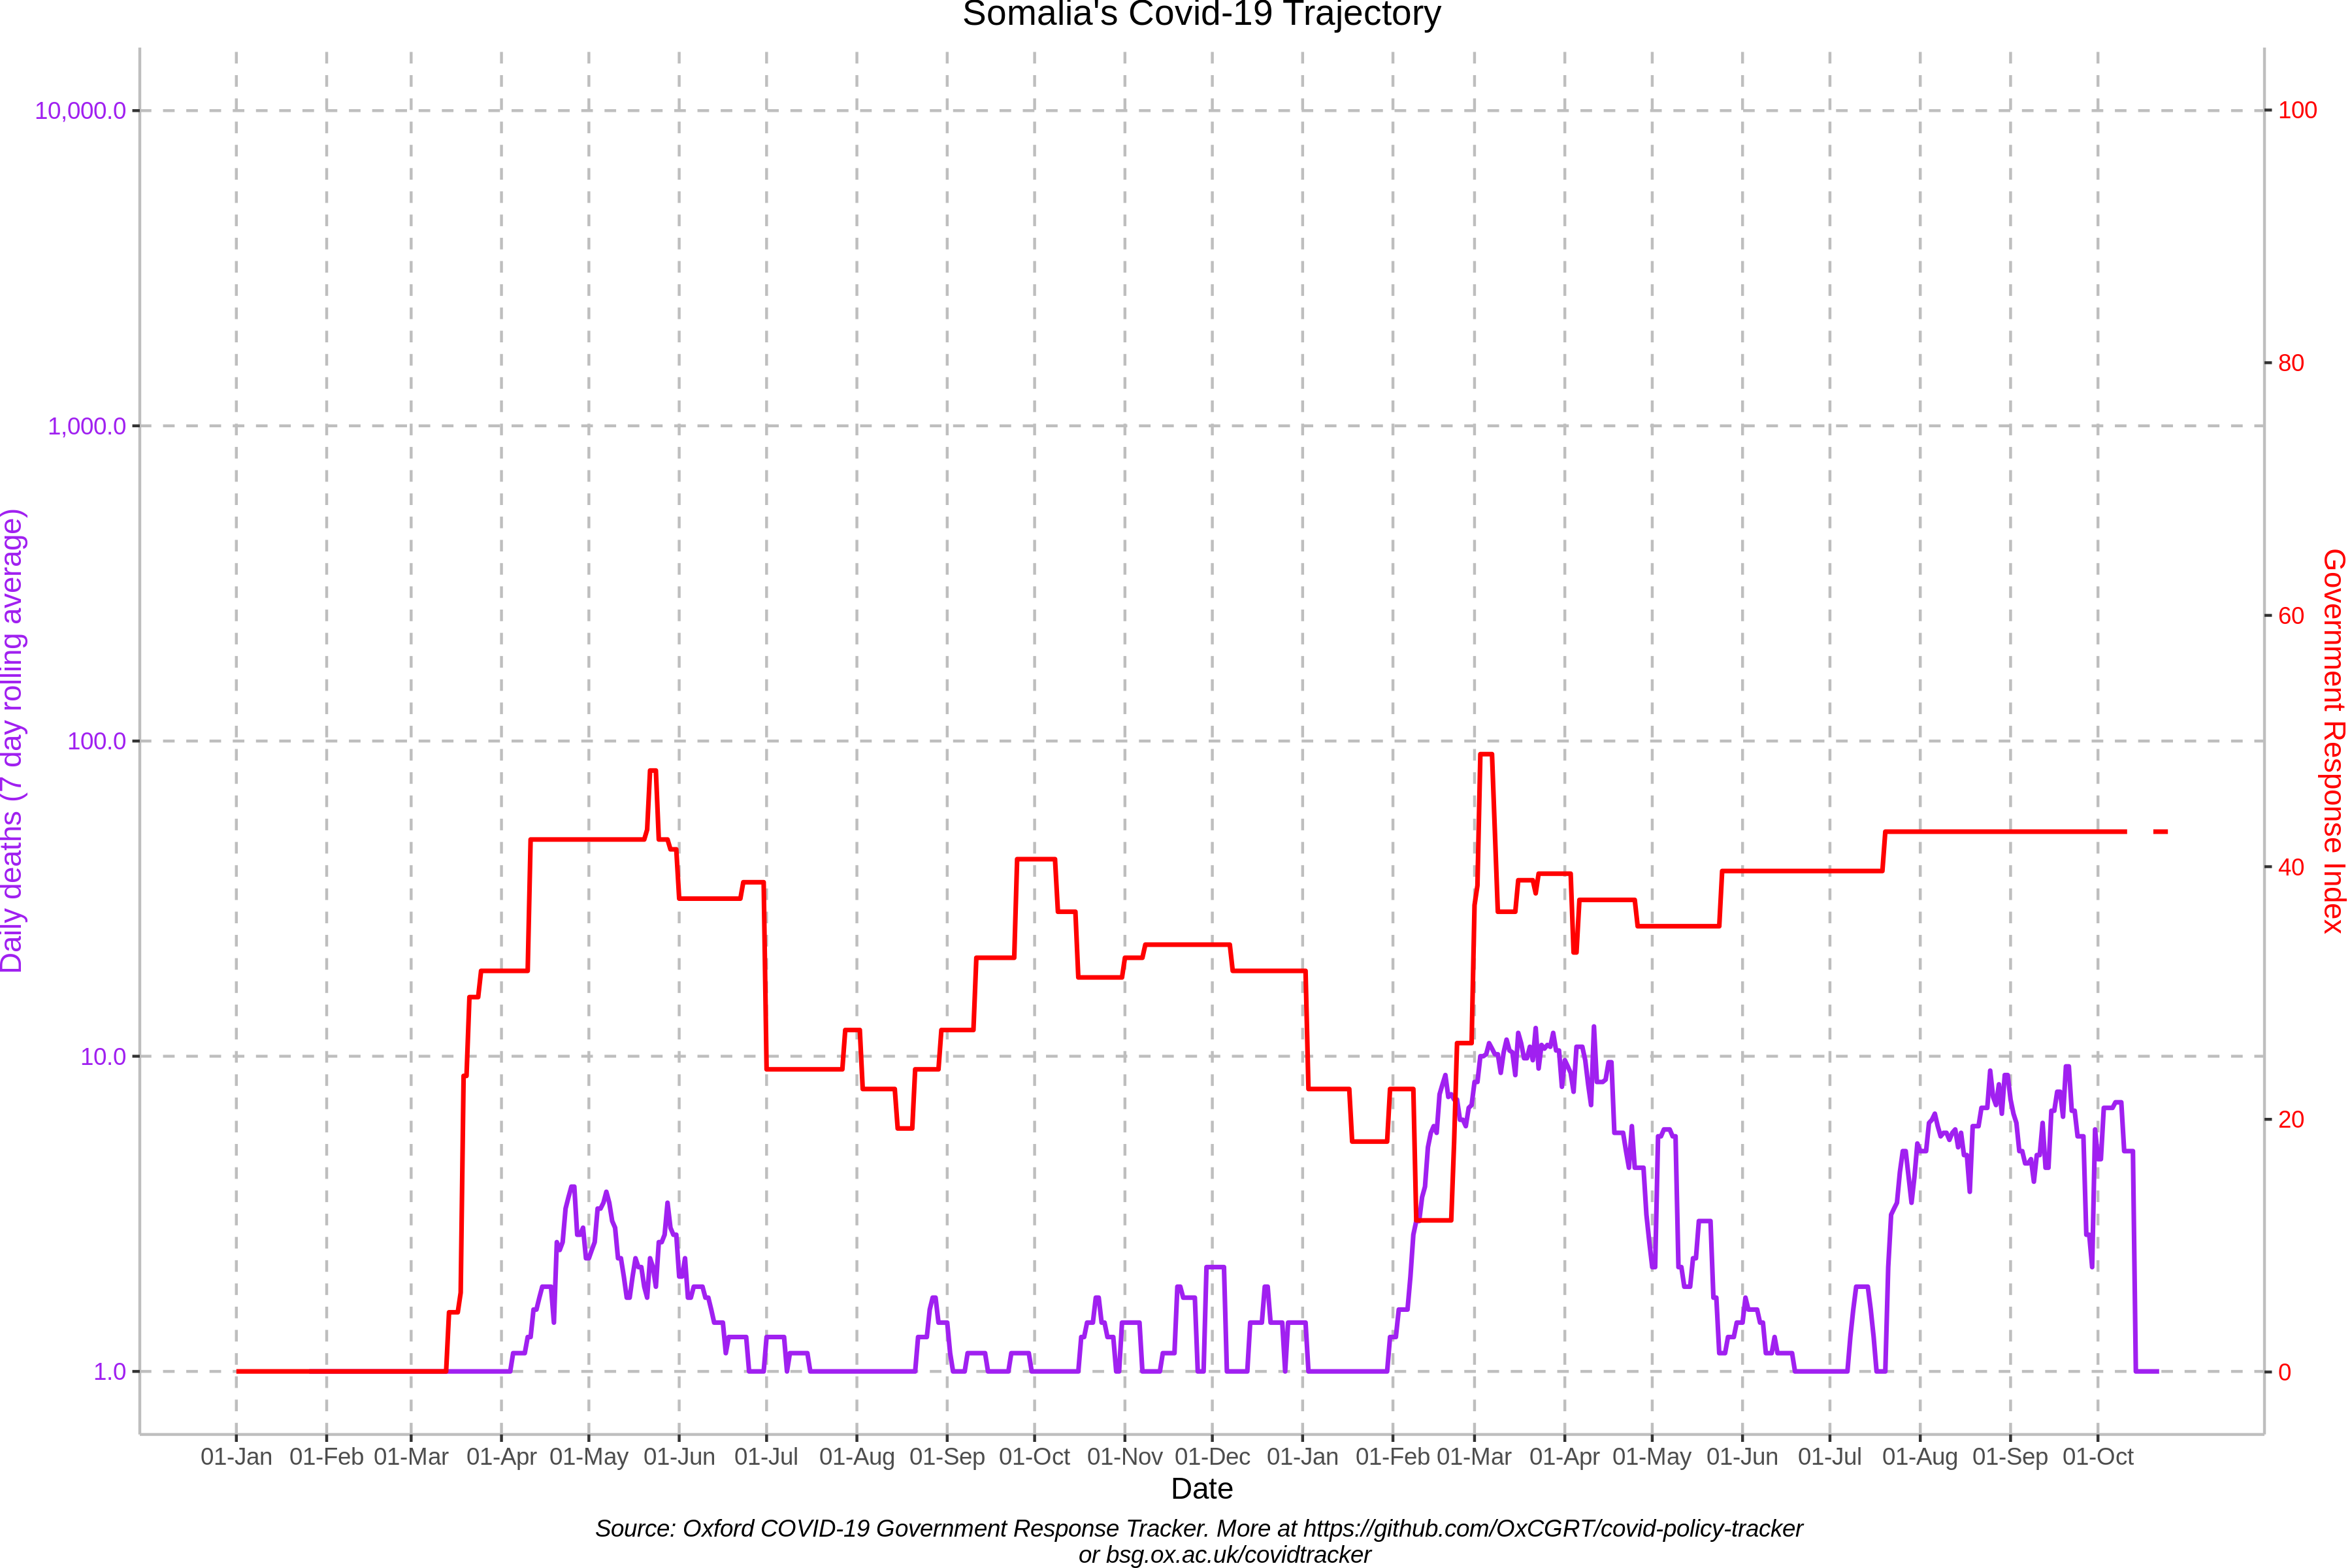 Somalia's Covid-19 Trajectory
10,000.0
1,000.0
100.0
10.0
1.0
Daily deaths (7 day rolling average)
100
80
60
40
20
0
Government Response Index
01-Jan 01-Feb 01-Mar 01-Apr 01-May 01-Jun 01-Jul 01-Aug 01-Sep 01-Oct 01-Nov 01-Dec 01-Jan 01-Feb 01-Mar 01-Apr 01-May 01-Jun 01-Jul 01-Aug 01-Sep 01-Oct
Date
Source: Oxford COVID-19 Government Response Tracker. More at https://github.com/OxCGRT/covid-policy-tracker
or bsg.ox.ac.uk/covidtracker